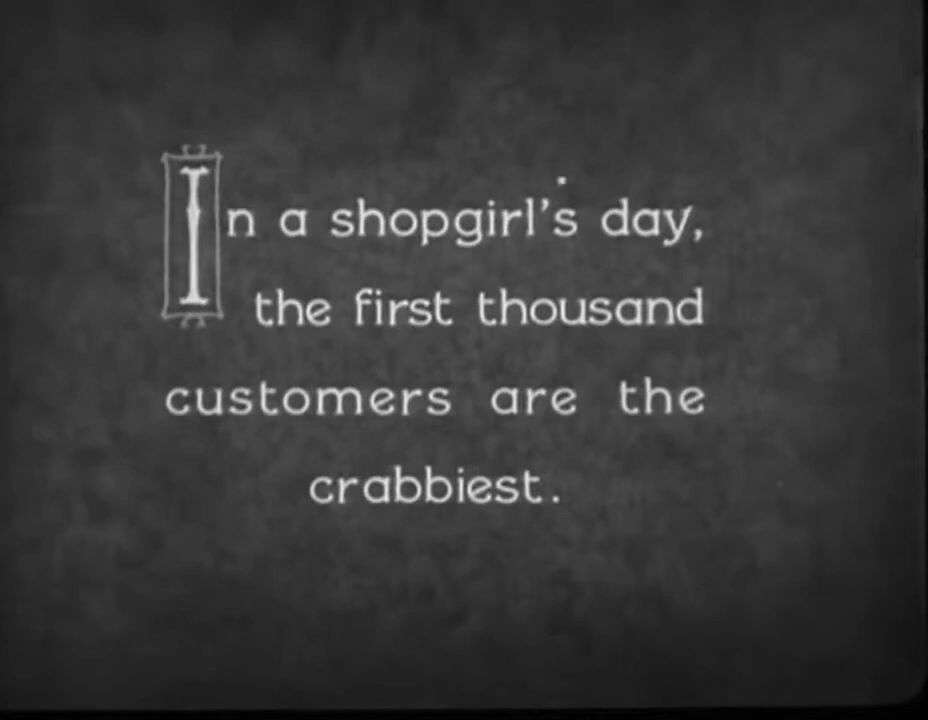 In a shopgirl's day,
the first thousand
customers are the
crabbiest.